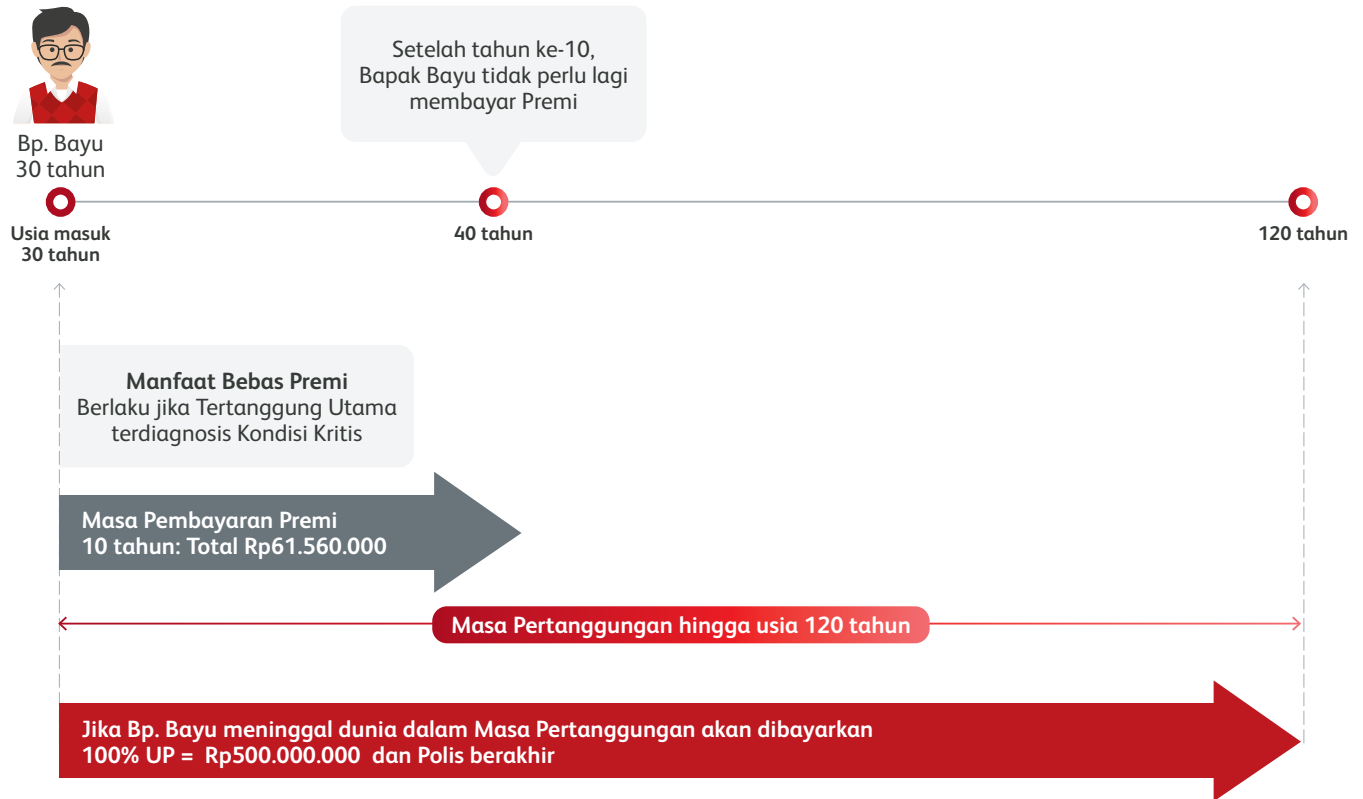 Bp. Bayu
30 tahun
Setelah tahun ke-10,
Bapak Bayu tidak perlu lagi
membayar Premi
Usia masuk
30 tahun
40 tahun
120 tahun
Manfaat Bebas Premi
Berlaku jika Tertanggung Utama
terdiagnosis Kondisi Kritis
Masa Pembayaran Premi
10 tahun: Total Rp61.560.000
Masa Pertanggungan hingga usia 120 tahun
Jika Bp. Bayu meninggal dunia dalam Masa Pertanggungan akan dibayarkan
100% UP = Rp500.000.000 dan Polis berakhir